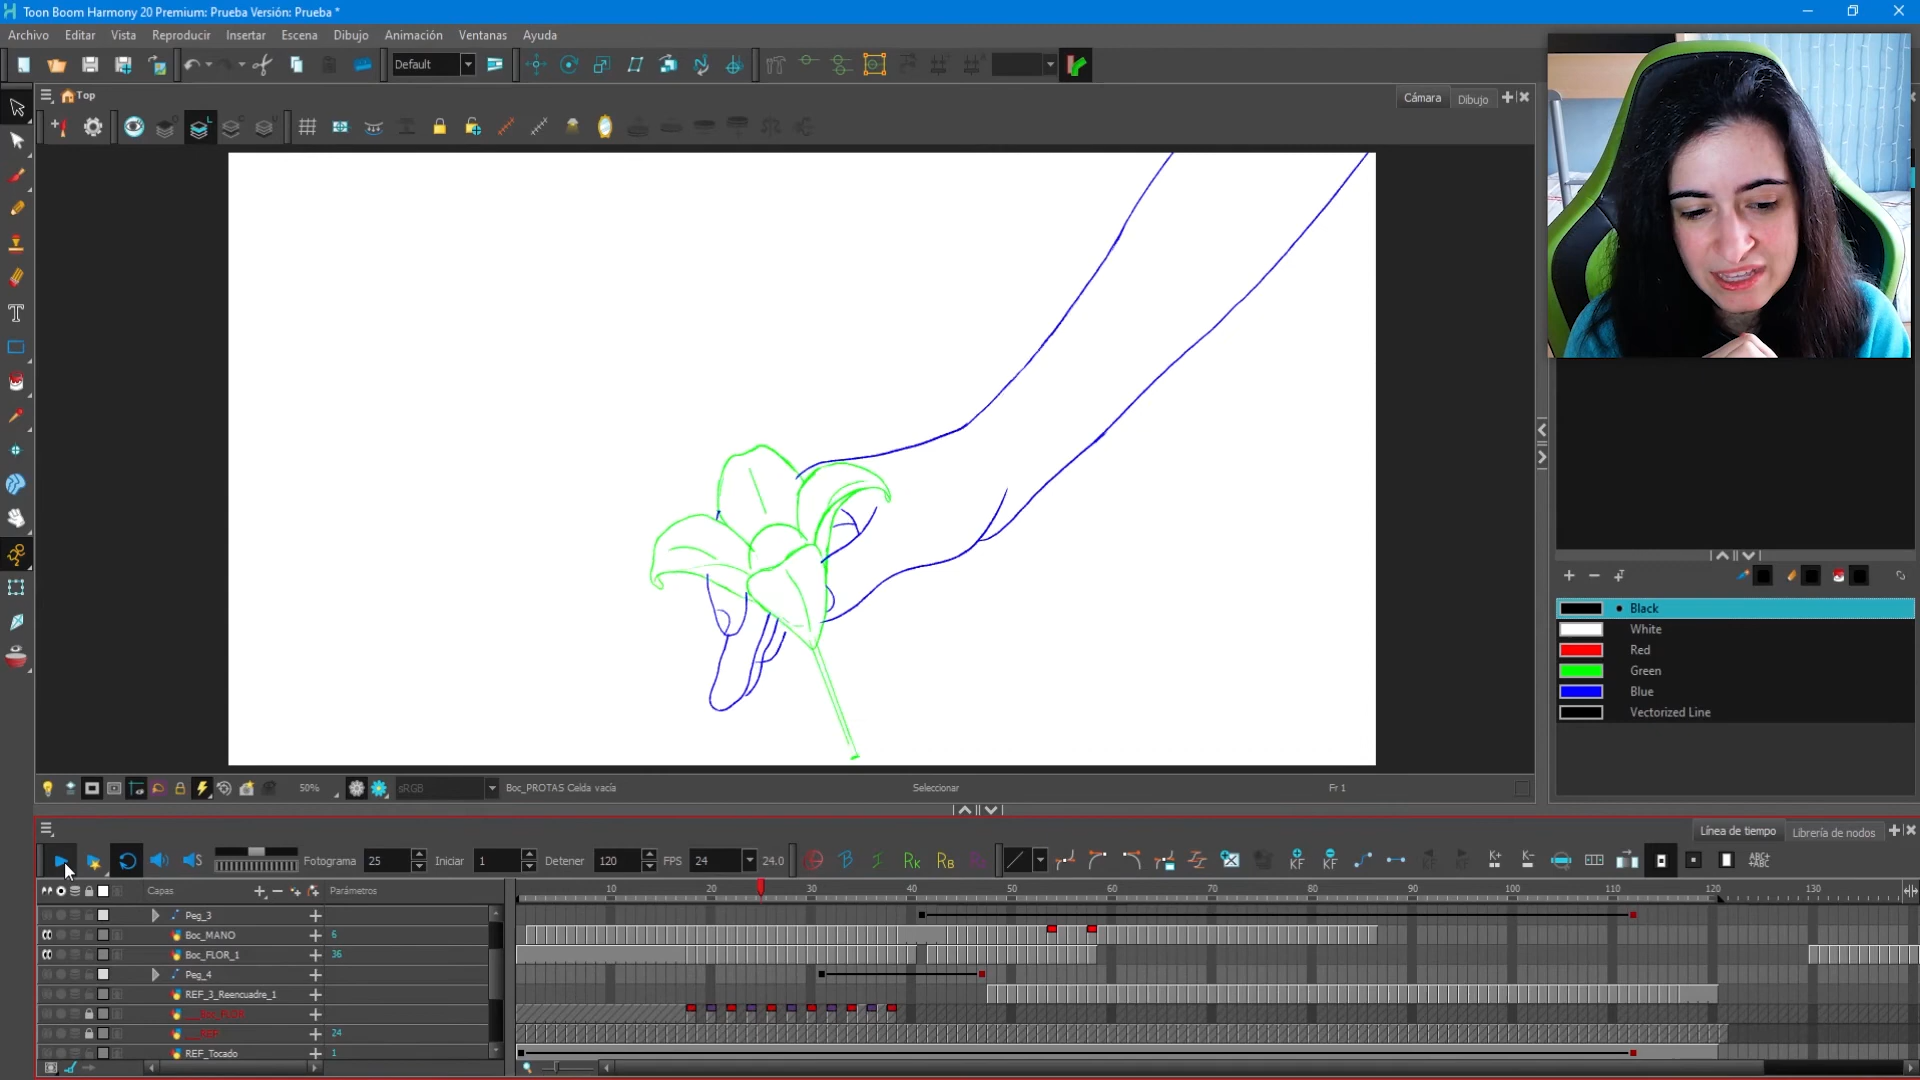 Toon Boom Harmony 20 Premium: Prueba Versión: Prueba *
Archivo Editar Vista Reproducir Insertar Escena Dibujo Animación Ventanas Ayuda
Default
Top
Cámara Dibujo
50%
sRGB
Boc_PROTAS Celda vacía
Seleccionar
Fr 1
Black
White
Red
Green
Blue
Vectorized Line
Línea de tiempo Librería de nodos
Fotograma 25 Iniciar 1 Detener 120 FPS 24 24.0
Capas Parámetros
10 20 30 40 50 60 70 80 90 100 110 120 130
Peg_3
Boc_MANO 6
Boc_FLOR_1 36
Peg_4
REF_3_Reencuadre_1
__Boc_FLOR
__REF 24
REF_Tocado 1